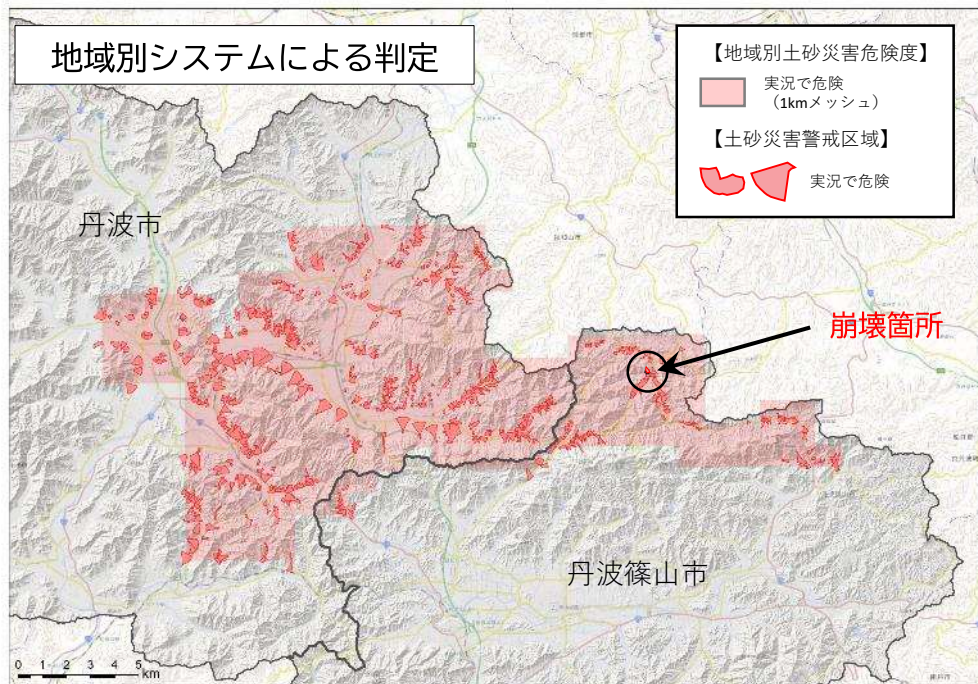 地域別システムによる判定
【地域別土砂災害危険度】
実況で危険
（1kmメッシュ）
【土砂災害警戒区域】
実況で危険
丹波市
崩壊箇所
丹波篠山市
0 1 2 3 4 5
km